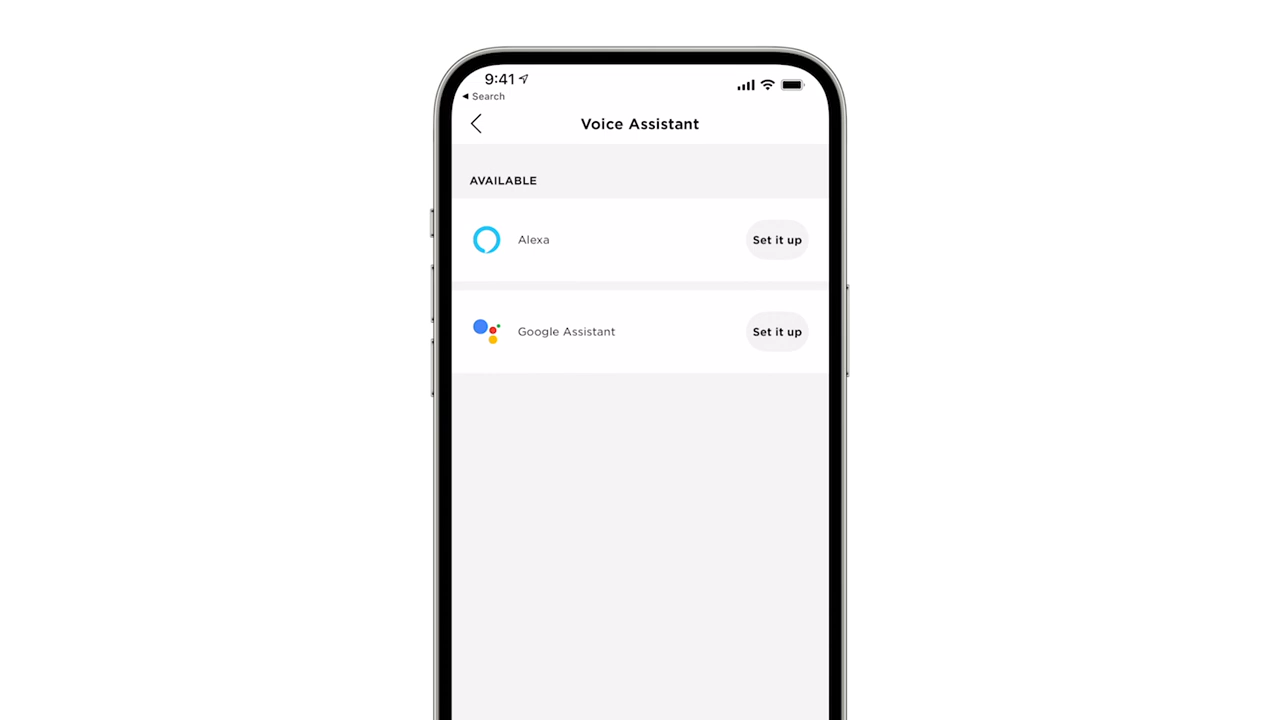 9:41
Search
Voice Assistant
AVAILABLE
Alexa
Set it up
Google Assistant
Set it up